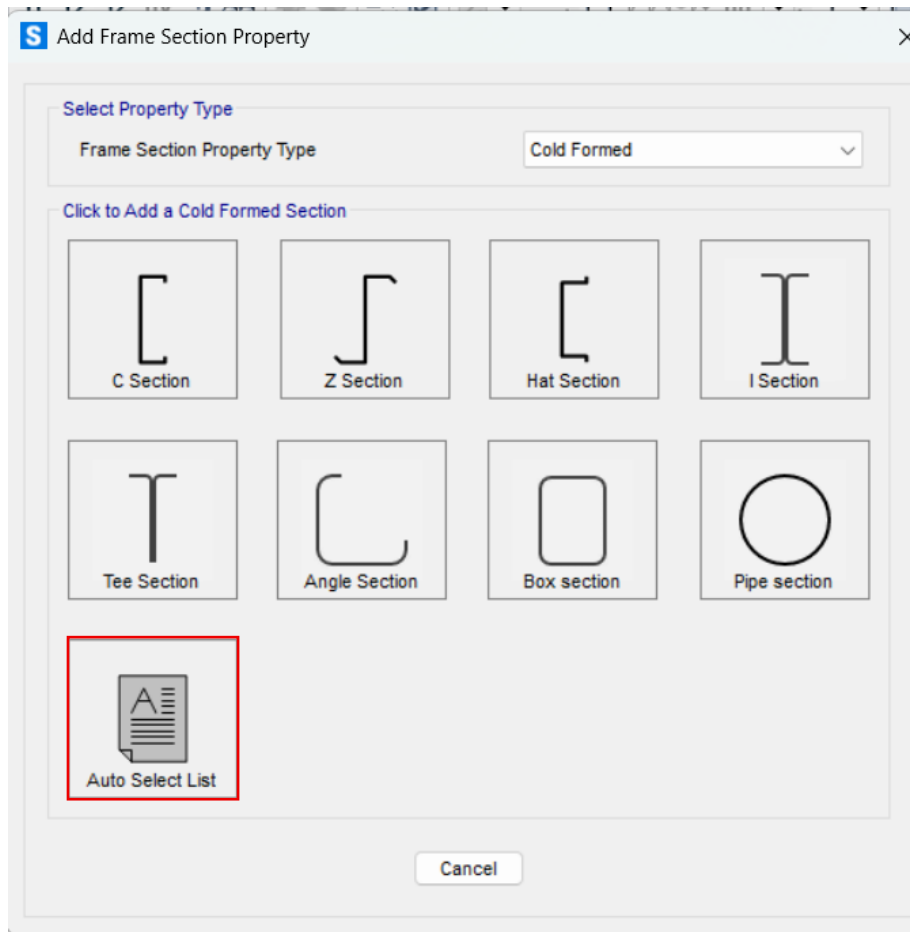 S Add Frame Section Property
Select Property Type
Frame Section Property Type Cold Formed
Click to Add a Cold Formed Section
C Section Z Section Hat Section I Section
Tee Section Angle Section Box section Pipe section
A
Auto Select List
Cancel